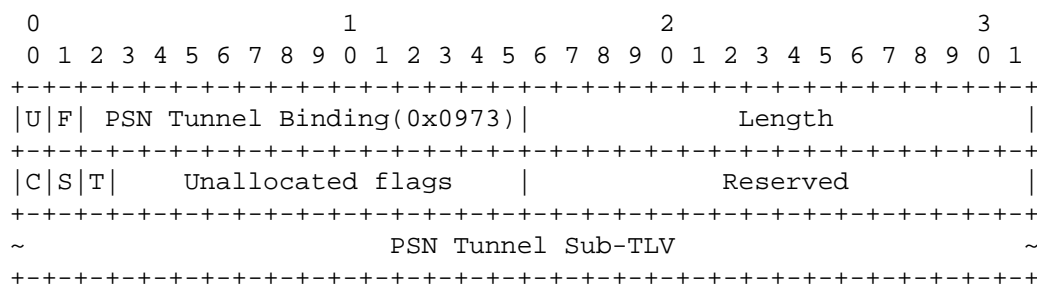 0                   1                   2                   3
 0 1 2 3 4 5 6 7 8 9 0 1 2 3 4 5 6 7 8 9 0 1 2 3 4 5 6 7 8 9 0 1
+-+-+-+-+-+-+-+-+-+-+-+-+-+-+-+-+-+-+-+-+-+-+-+-+-+-+-+-+-+-+-+-+
|U|F| PSN Tunnel Binding(0x0973)|             Length            |
+-+-+-+-+-+-+-+-+-+-+-+-+-+-+-+-+-+-+-+-+-+-+-+-+-+-+-+-+-+-+-+-+
|C|S|T|    Unallocated flags    |            Reserved           |
+-+-+-+-+-+-+-+-+-+-+-+-+-+-+-+-+-+-+-+-+-+-+-+-+-+-+-+-+-+-+-+-+
~                       PSN Tunnel Sub-TLV                      ~
+-+-+-+-+-+-+-+-+-+-+-+-+-+-+-+-+-+-+-+-+-+-+-+-+-+-+-+-+-+-+-+-+